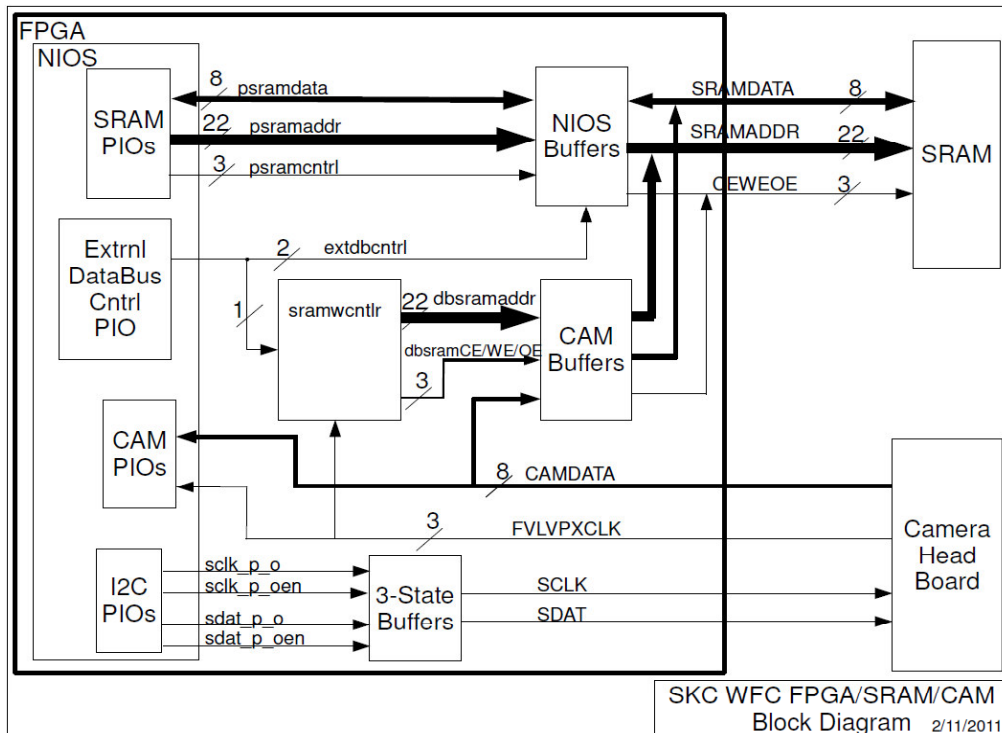 FPGA
NIOS
SRAM
PIOs
8
psramdata
22
psramaddr
3
psramcntrl
NIOS
Buffers
SRAMDATA
8
SRAMADDR
22
CEWEOE
3
SRAM
Extrnl
DataBus
Cntrl
PIO
2
extdbcntrl
1
sramwcntlr
22
dbsramaddr
dbsramCE/WE/OE
3
CAM
Buffers
CAM
PIOs
8
CAMDATA
3
FVLVPXCLK
Camera
Head
Board
I2C
PIOs
sclk_p_o
sclk_p_oen
sdat_p_o
sdat_p_oen
3-State
Buffers
SCLK
SDAT
SKC WFC FPGA/SRAM/CAM
Block Diagram 2/11/2011